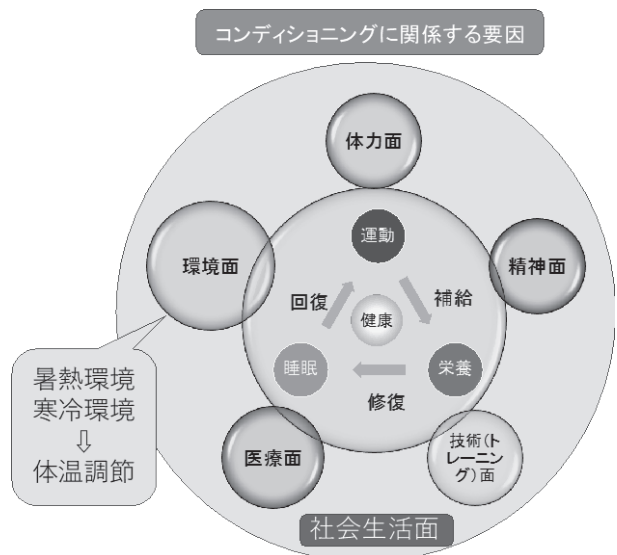 コンディショニングに関係する要因
体力面
運動
環境面
精神面
回復
補給
健康
睡眠
栄養
修復
暑熱環境
寒冷環境
⇩
体温調節
医療面
技術(ト
レーニン
グ)面
社会生活面